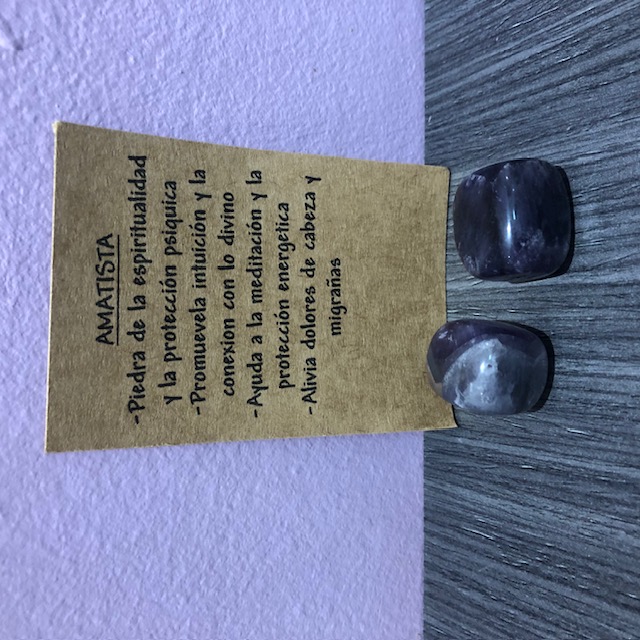 AMATISTA
-Piedra de la espiritualidad
y la protección psíquica
-Promuevela intuición y la
conexion con lo divino
-Ayuda a la meditación y la
protección energética
-Alivia dolores de cabeza y
migrañas